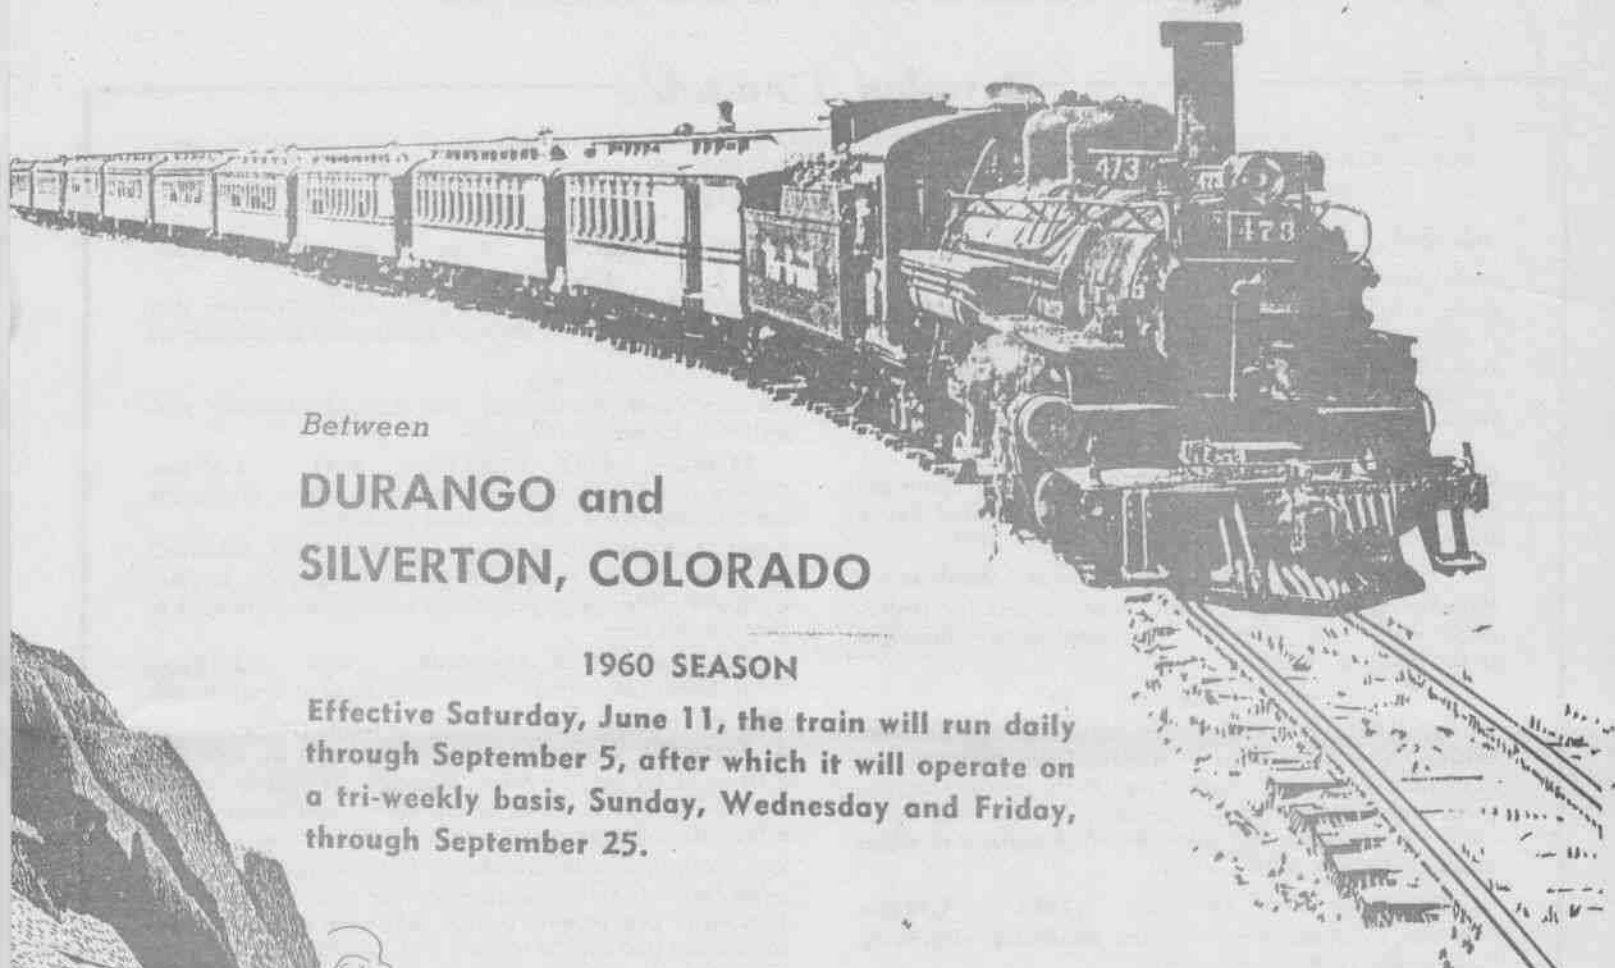 473
473
Between
DURANGO and
SILVERTON, COLORADO
1960 SEASON
Effective Saturday, June 11, the train will run daily
through September 5, after which it will operate on
a tri-weekly basis, Sunday, Wednesday and Friday,
through September 25.